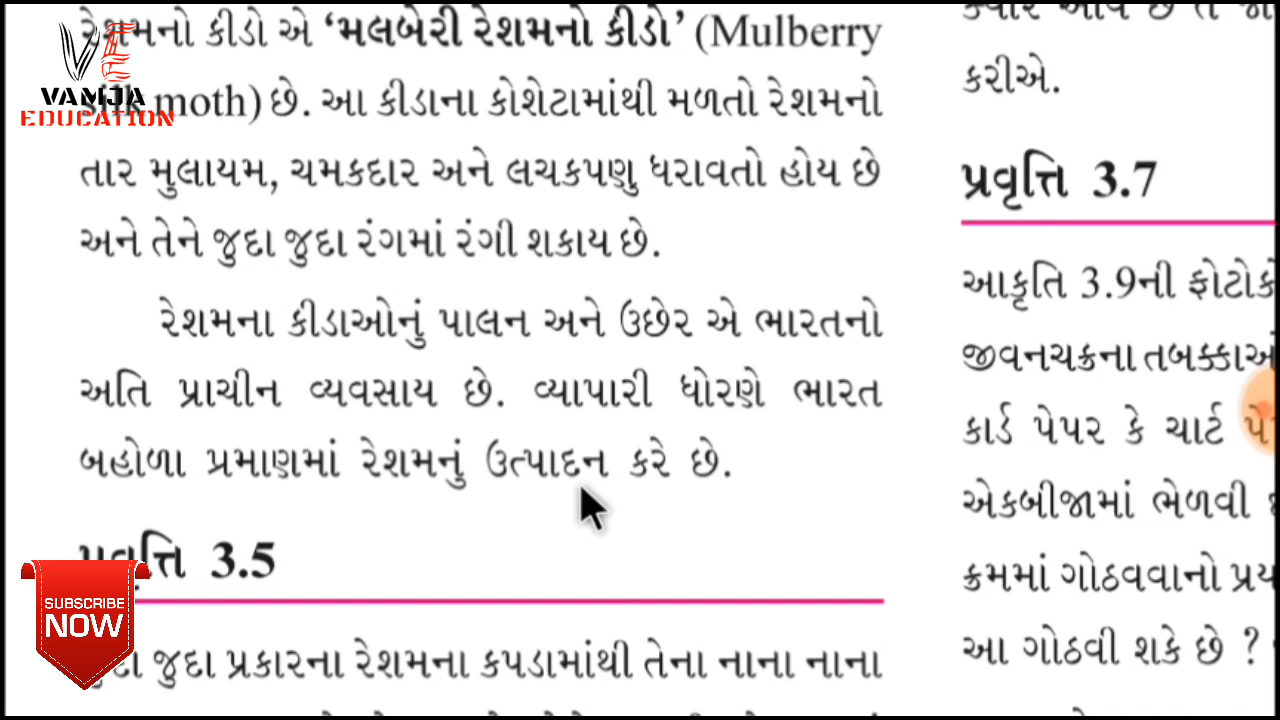 રેશમનો કીડો એ ‘મલબેરી રેશમનો કીડો’ (Mulberry
silk moth) છે. આ કીડાના કોશેટામાંથી મળતો રેશમનો
તાર મુલાયમ, ચમકદાર અને લચકપણુ ધરાવતો હોય છે
અને તેને જુદા જુદા રંગમાં રંગી શકાય છે.
રેશમના કીડાઓનું પાલન અને ઉછેર એ ભારતનો
અતિ પ્રાચીન વ્યવસાય છે. વ્યાપારી ધોરણે ભારત
બહોળા પ્રમાણમાં રેશમનું ઉત્પાદન કરે છે.
પ્રવૃત્તિ 3.5
જુદા જુદા પ્રકારના રેશમના કપડામાંથી તેના નાના નાના
કરીએ.
પ્રવૃત્તિ 3.7
આકૃતિ 3.9ની
જીવનચક્રના
કાર્ડ પેપર કે ચાર્ટ
એકબીજામાં ભેળવી
ક્રમમાં ગોઠવવાનો
આ ગોઠવી શકે છે ?
VE
VAMJA
EDUCATION
SUBSCRIBE
NOW